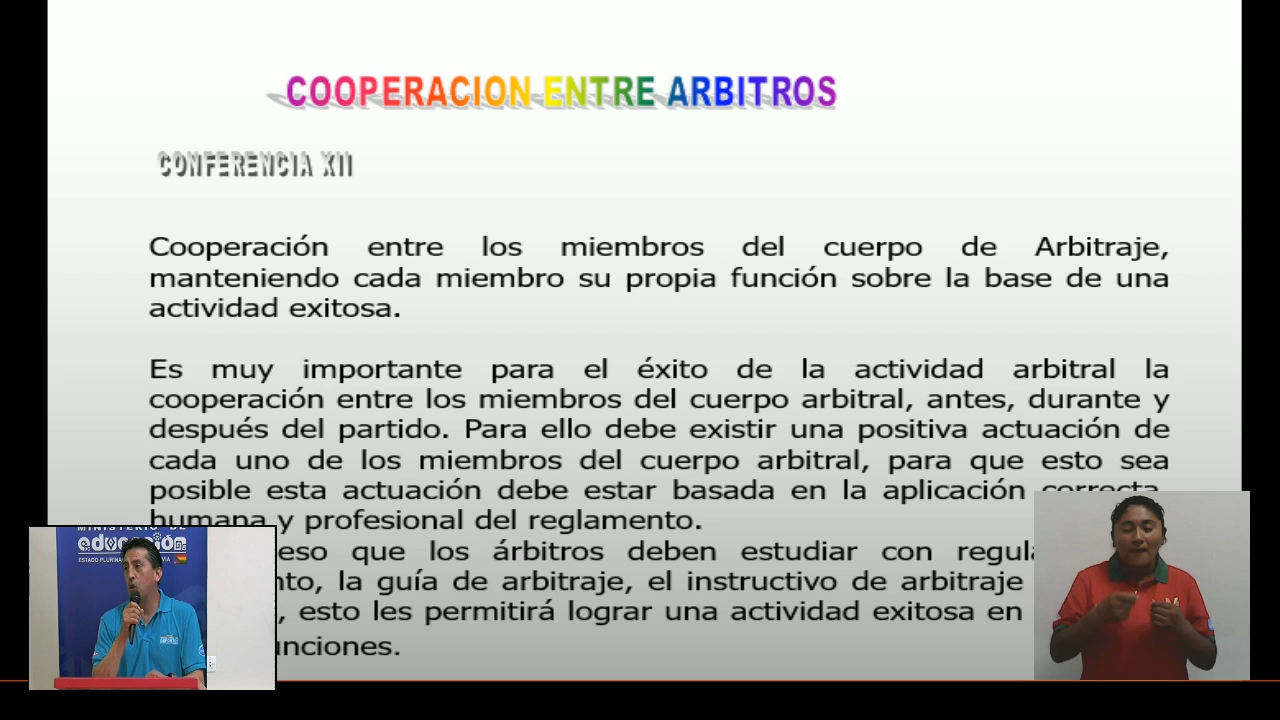 COOPERACION ENTRE ARBITROS
CONFERENCIA XII
Cooperación entre los miembros del cuerpo de Arbitraje,
manteniendo cada miembro su propia función sobre la base de una
actividad exitosa.
Es muy importante para el éxito de la actividad arbitral la
cooperación entre los miembros del cuerpo arbitral, antes, durante y
después del partido. Para ello debe existir una positiva actuación de
cada uno de los miembros del cuerpo arbitral, para que esto sea
posible esta actuación debe estar basada en la aplicación correcta,
humana y profesional del reglamento.
eso que los árbitros deben estudiar con
la guía de arbitraje, el instructivo de arbitraje
esto les permitirá lograr una actividad exitosa en
MINISTERIO DE
educación
ESTADO